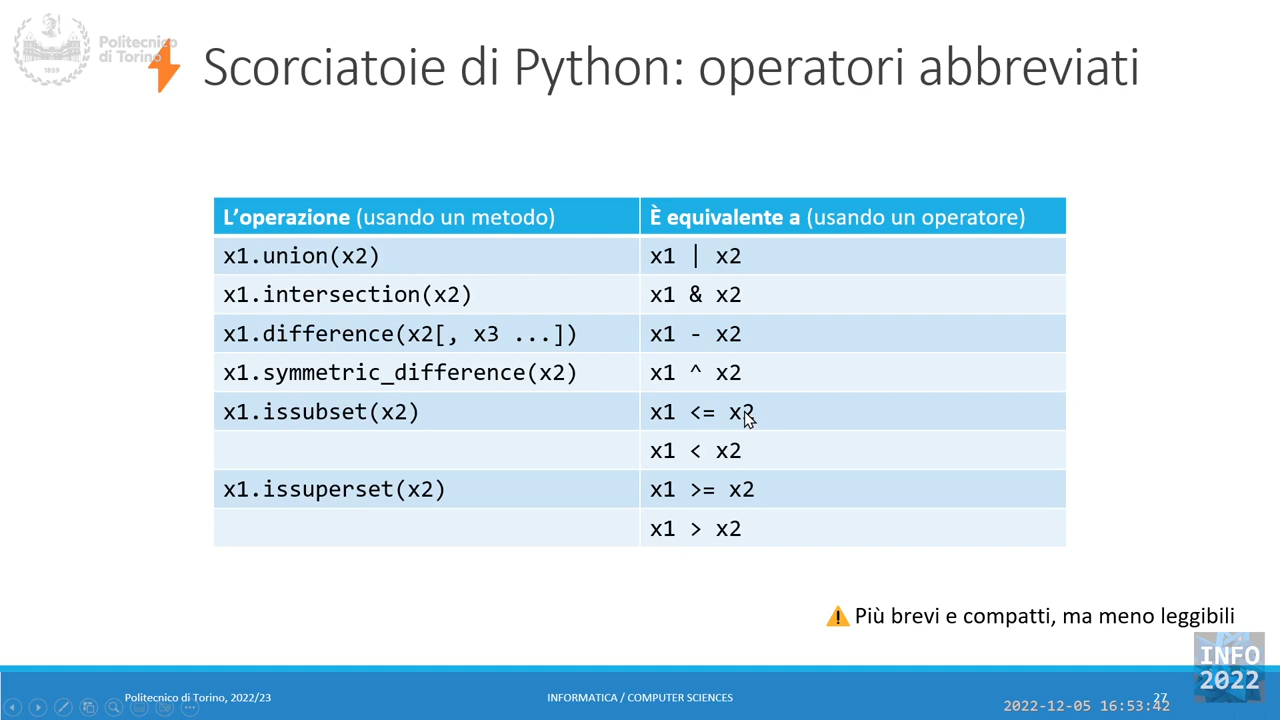 Politecnico
di Torino
1859
Scorciatoie di Python: operatori abbreviati
L'operazione (usando un metodo) È equivalente a (usando un operatore)
x1.union(x2) x1 | x2
x1.intersection(x2) x1 & x2
x1.difference(x2[, x3 ...]) x1 - x2
x1.symmetric_difference(x2) x1 ^ x2
x1.issubset(x2) x1 <= x2
x1 < x2
x1.issuperset(x2) x1 >= x2
x1 > x2
Più brevi e compatti, ma meno leggibili
INFO
2022
Politecnico di Torino, 2022/23 INFORMATICA / COMPUTER SCIENCES 27
2022-12-05 16:53:42